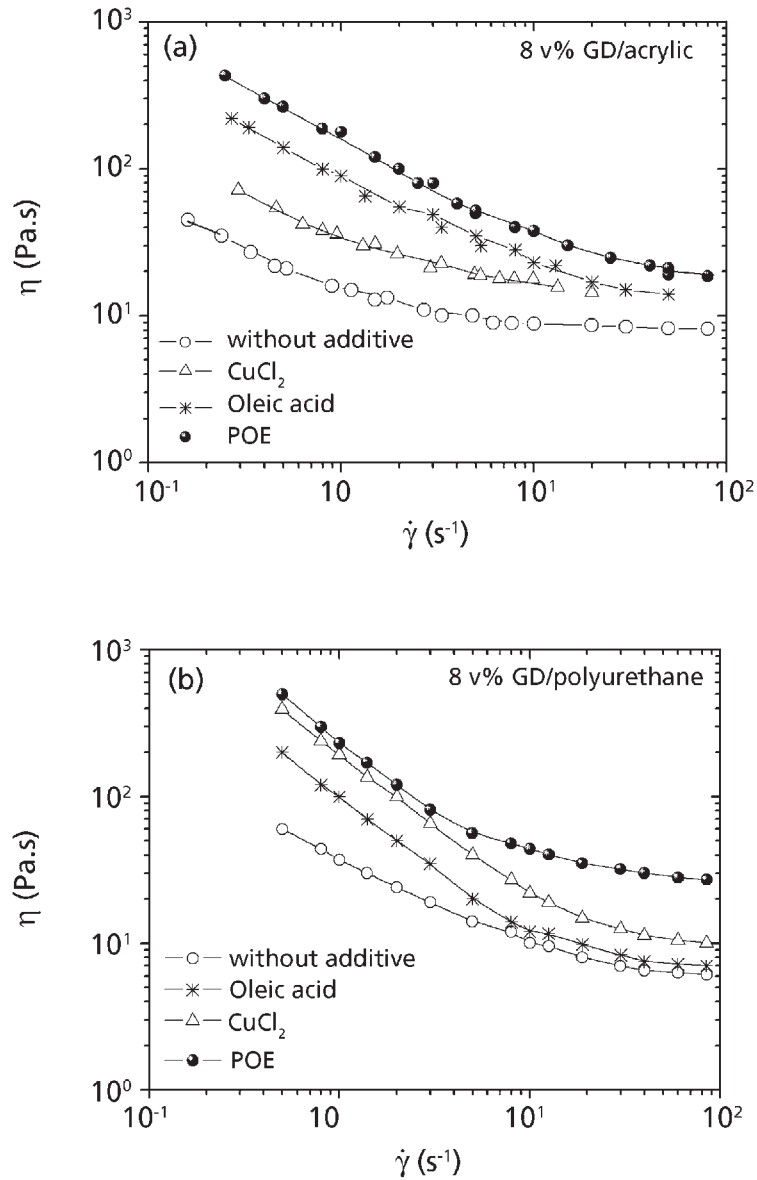 (a)
8 v% GD/acrylic
10³
10²
10¹
10⁰
η (Pa.s)
without additive
CuCl₂
Oleic acid
POE
10⁻¹ 10 10¹ 10²
γ̇ (s⁻¹)
(b)
8 v% GD/polyurethane
10³
10²
10¹
10⁰
η (Pa.s)
without additive
Oleic acid
CuCl₂
POE
10⁻¹ 10 10¹ 10²
γ̇ (s⁻¹)